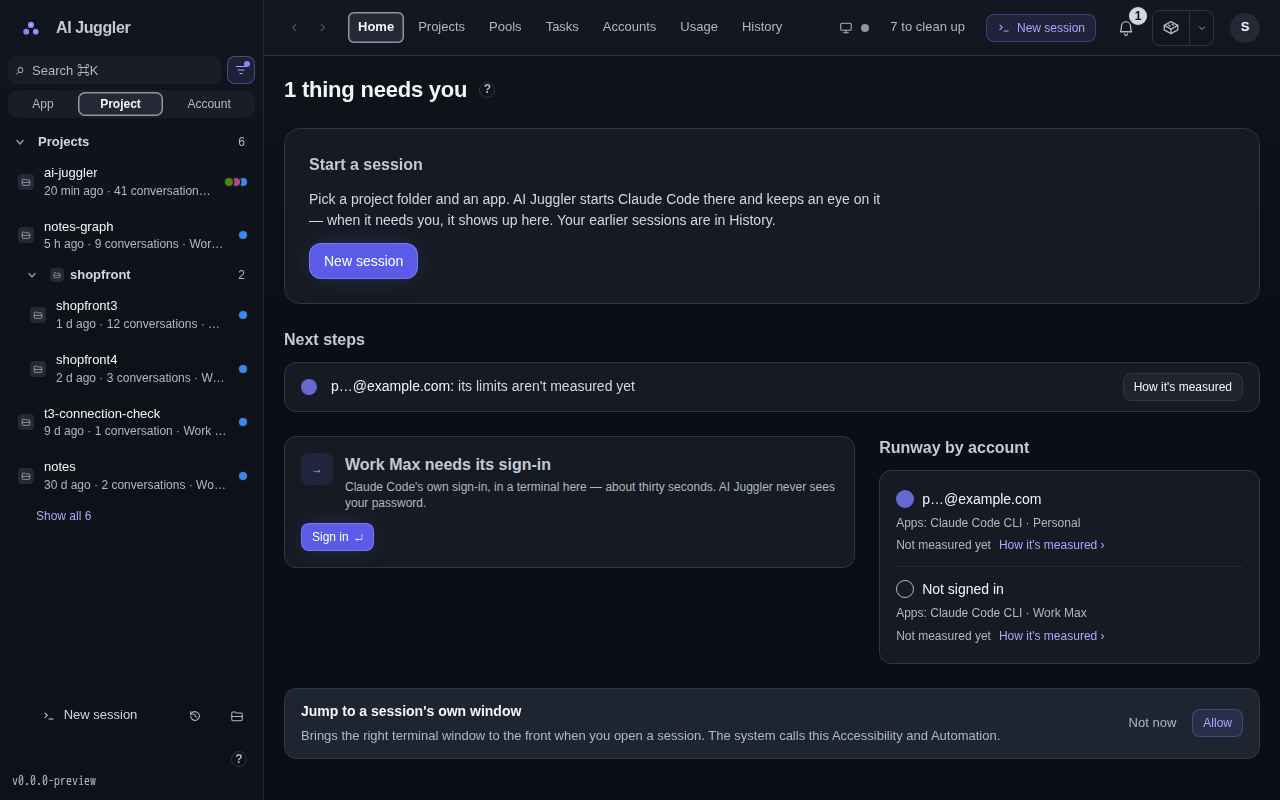 AI Juggler
Search ⌘K
App Project Account
Projects 6
ai-juggler
20 min ago · 41 conversation…
notes-graph
5 h ago · 9 conversations · Wor…
shopfront 2
shopfront3
1 d ago · 12 conversations · …
shopfront4
2 d ago · 3 conversations · W…
t3-connection-check
9 d ago · 1 conversation · Work …
notes
30 d ago · 2 conversations · Wo…
Show all 6
New session
?
v0.0.0-preview
Home Projects Pools Tasks Accounts Usage History
7 to clean up
New session
1
S
1 thing needs you ?
Start a session
Pick a project folder and an app. AI Juggler starts Claude Code there and keeps an eye on it
— when it needs you, it shows up here. Your earlier sessions are in History.
New session
Next steps
p…@example.com: its limits aren't measured yet
How it's measured
→
Work Max needs its sign-in
Claude Code's own sign-in, in a terminal here — about thirty seconds. AI Juggler never sees
your password.
Sign in
Runway by account
p…@example.com
Apps: Claude Code CLI · Personal
Not measured yet How it's measured ›
Not signed in
Apps: Claude Code CLI · Work Max
Not measured yet How it's measured ›
Jump to a session's own window
Brings the right terminal window to the front when you open a session. The system calls this Accessibility and Automation.
Not now
Allow